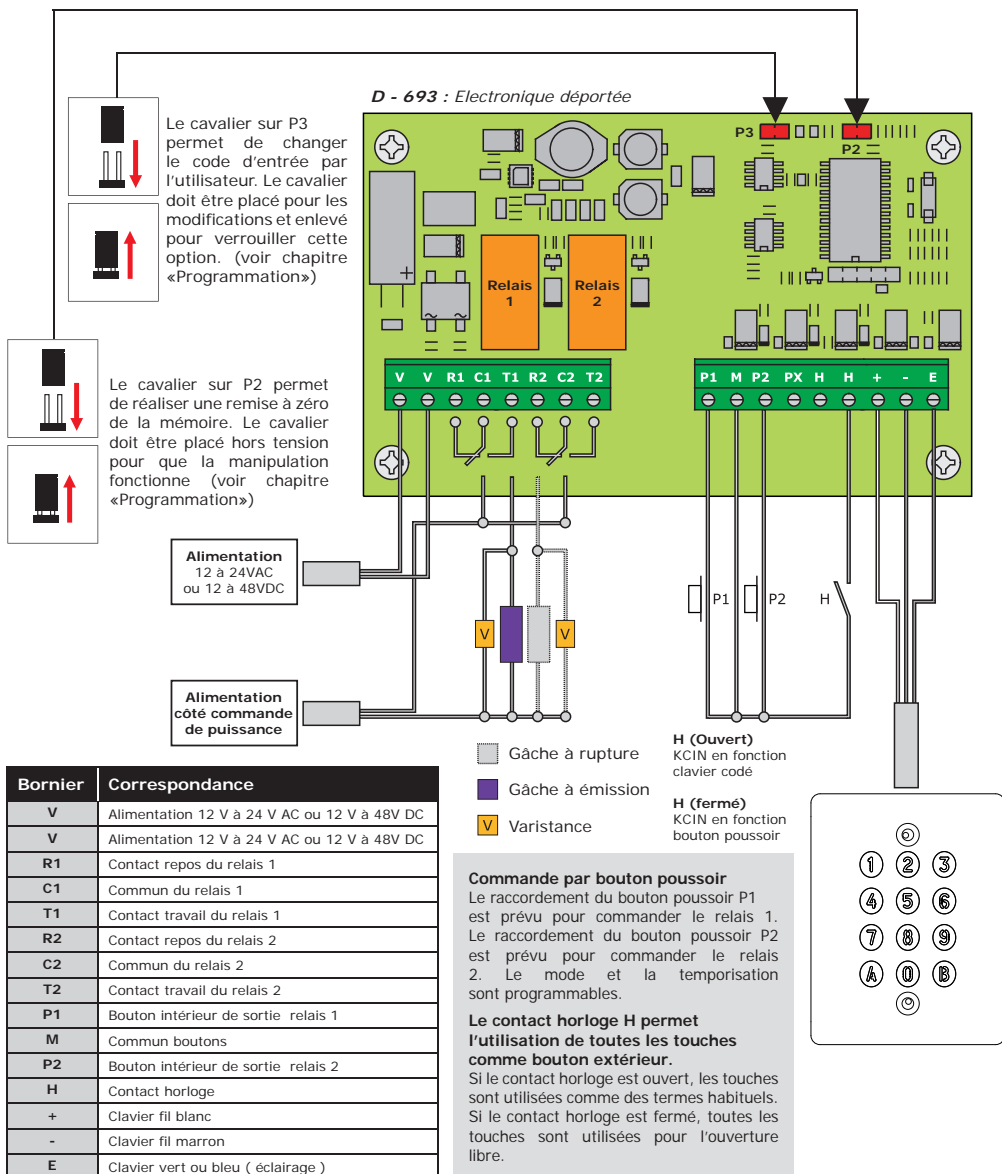 D - 693 : Electronique déportée
Le cavalier sur P3
permet de changer
le code d'entrée par
l'utilisateur. Le cavalier
doit être placé pour les
modifications et enlevé
pour verrouiller cette
option. (voir chapitre
«Programmation»)
P3
P2
Relais
1
Relais
2
+
Le cavalier sur P2 permet
de réaliser une remise à zéro
de la mémoire. Le cavalier
doit être placé hors tension
pour que la manipulation
fonctionne (voir chapitre
«Programmation»)
V V R1 C1 T1 R2 C2 T2
P1 M P2 PX H H + - E
Alimentation
12 à 24VAC
ou 12 à 48VDC
V
V
P1
P2
H
Alimentation
côté commande
de puissance
Gâche à rupture
Gâche à émission
V Varistance
H (Ouvert)
KCIN en fonction
clavier codé
H (fermé)
KCIN en fonction
bouton poussoir
Bornier Correspondance
V Alimentation 12 V à 24 V AC ou 12 V à 48V DC
V Alimentation 12 V à 24 V AC ou 12 V à 48V DC
R1 Contact repos du relais 1
C1 Commun du relais 1
T1 Contact travail du relais 1
R2 Contact repos du relais 2
C2 Commun du relais 2
T2 Contact travail du relais 2
P1 Bouton intérieur de sortie relais 1
M Commun boutons
P2 Bouton intérieur de sortie relais 2
H Contact horloge
+ Clavier fil blanc
- Clavier fil marron
E Clavier vert ou bleu ( éclairage )
Commande par bouton poussoir
Le raccordement du bouton poussoir P1
est prévu pour commander le relais 1.
Le raccordement du bouton poussoir P2
est prévu pour commander le relais
2. Le mode et la temporisation
sont programmables.
Le contact horloge H permet
l'utilisation de toutes les touches
comme bouton extérieur.
Si le contact horloge est ouvert, les touches
sont utilisées comme des termes habituels.
Si le contact horloge est fermé, toutes les
touches sont utilisées pour l'ouverture
libre.
1 2 3
4 5 6
7 8 9
A 0 B